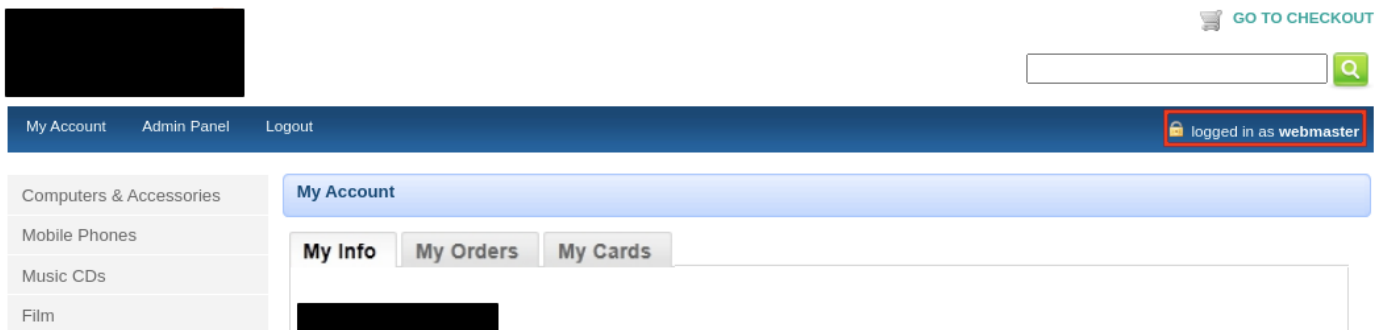 GO TO CHECKOUT
My Account Admin Panel Logout logged in as webmaster
Computers & Accessories
Mobile Phones
Music CDs
Film
My Account
My Info My Orders My Cards